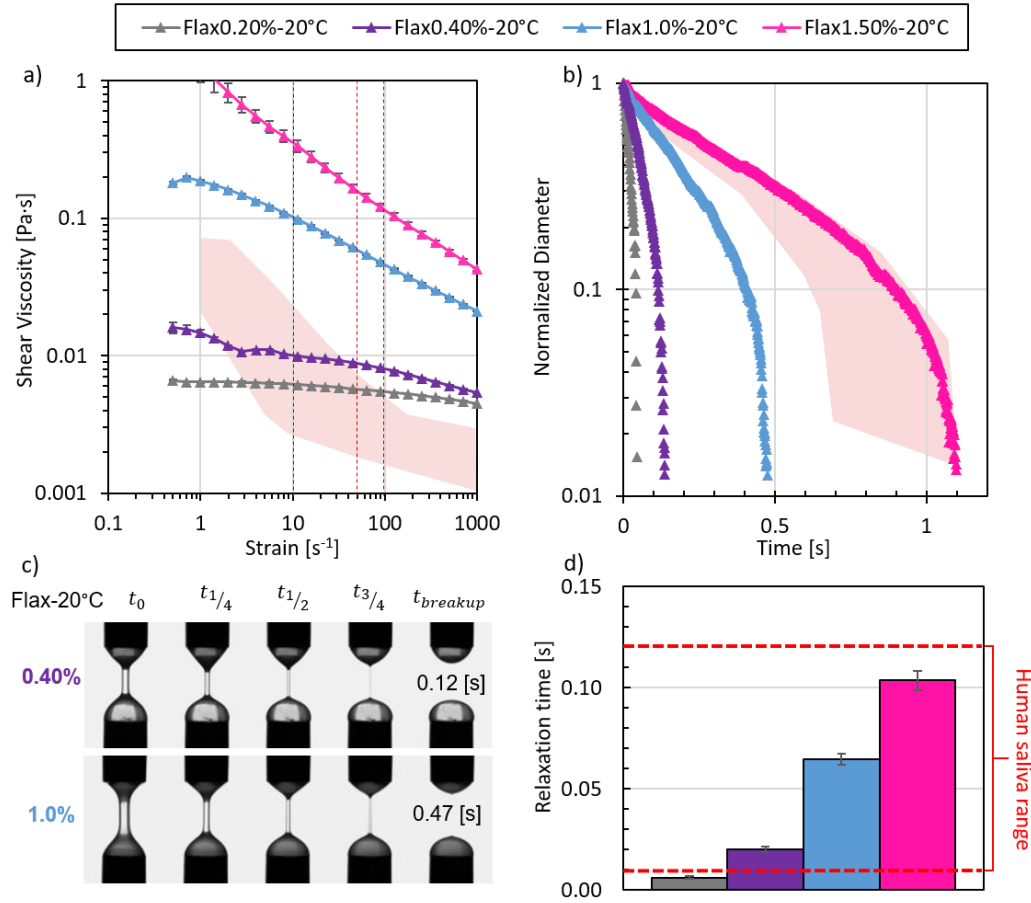 Flax0.20%-20°C Flax0.40%-20°C Flax1.0%-20°C Flax1.50%-20°C
a)
1
0.1
0.01
0.001
0.1 1 10 100 1000
Shear Viscosity [Pa·s]
Strain [s⁻¹]
b)
1
0.1
0.01
0 0.5 1
Normalized Diameter
Time [s]
c)
Flax-20°C t₀ t₁/₄ t₁/₂ t₃/₄ t_breakup
0.40%
0.12 [s]
1.0%
0.47 [s]
d)
0.15
0.10
0.05
0.00
Relaxation time [s]
Human saliva range